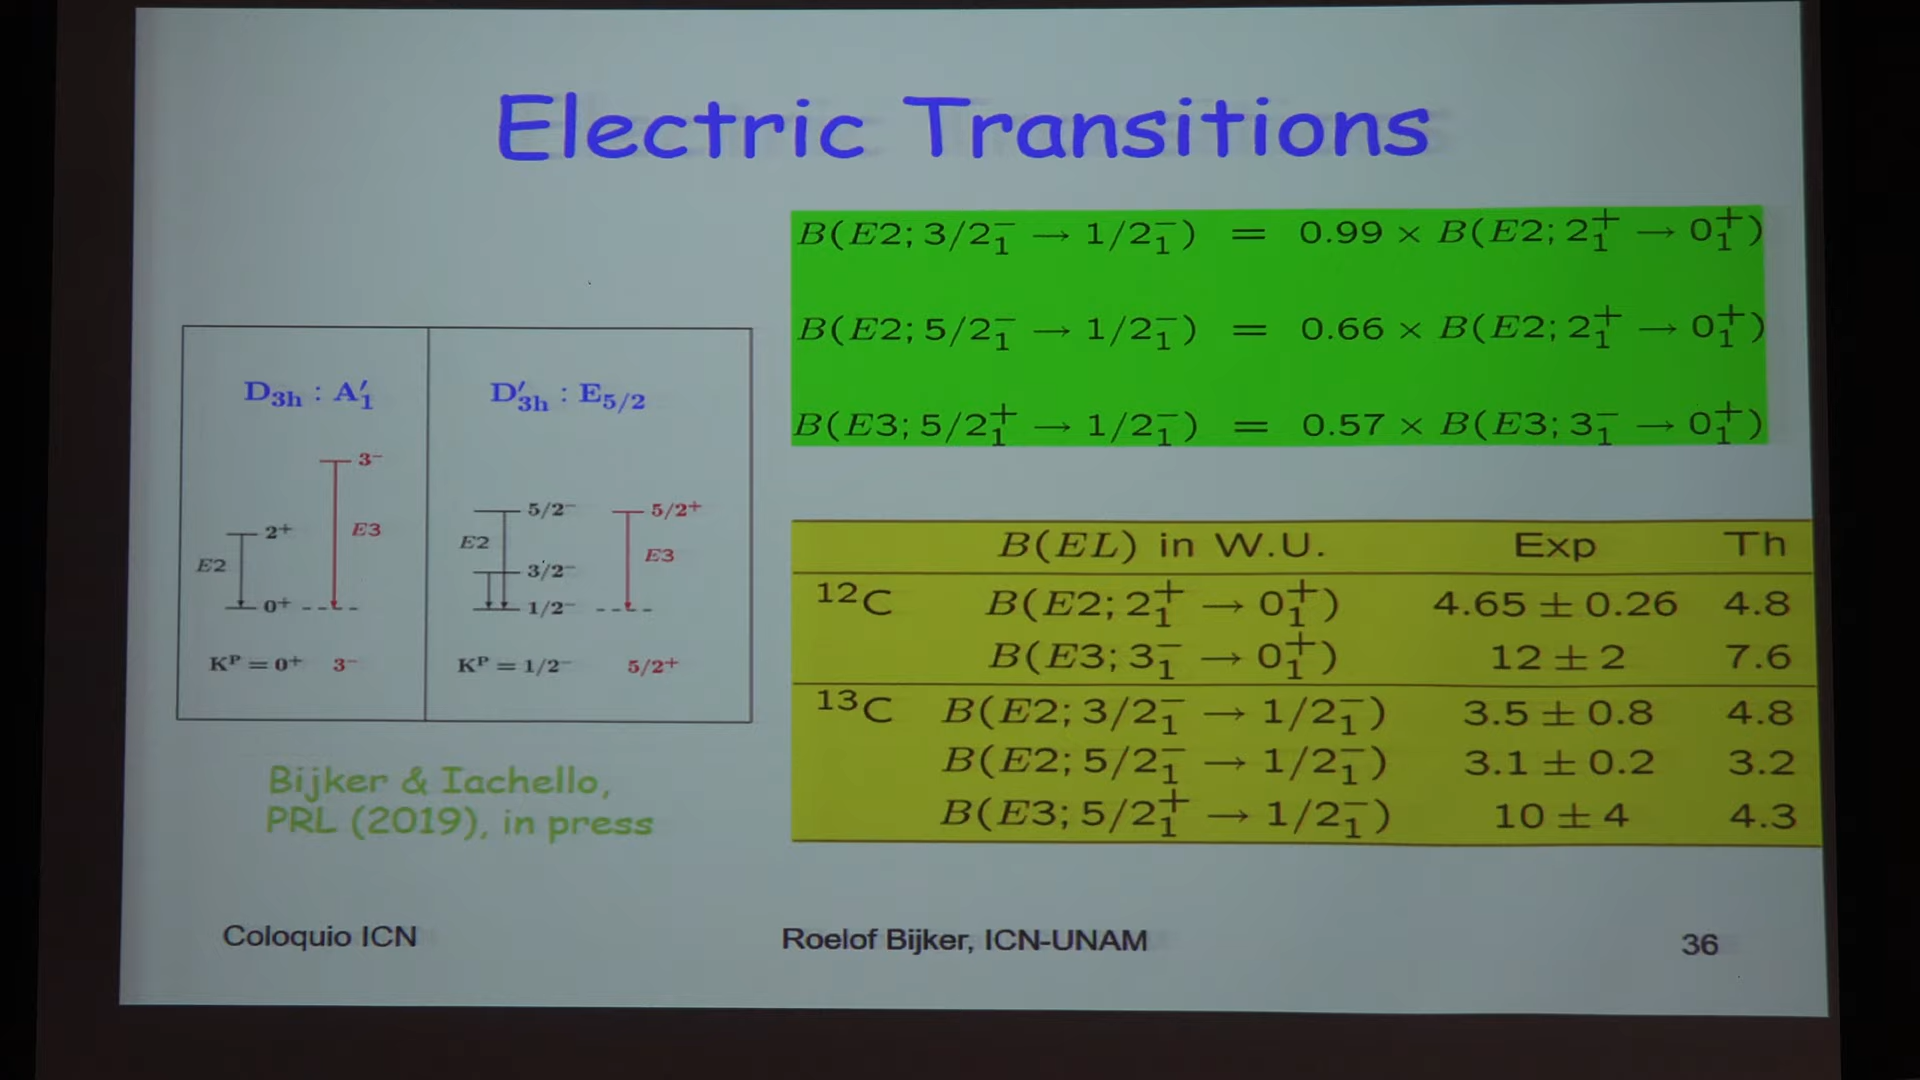 Electric Transitions
B(E2; 3/2₁⁻ → 1/2₁⁻) = 0.99 × B(E2; 2₁⁺ → 0₁⁺)
B(E2; 5/2₁⁻ → 1/2₁⁻) = 0.66 × B(E2; 2₁⁺ → 0₁⁺)
B(E3; 5/2₁⁺ → 1/2₁⁻) = 0.57 × B(E3; 3₁⁻ → 0₁⁺)
D₃ₕ : A′₁
3⁻
2⁺
E3
E2
0⁺
Kᴾ = 0⁺ 3⁻
D′₃ₕ : E₅/₂
5/2⁻ 5/2⁺
E2
E3
3/2⁻
1/2⁻
Kᴾ = 1/2⁻ 5/2⁺
B(EL) in W.U. Exp Th
¹²C B(E2; 2₁⁺ → 0₁⁺) 4.65 ± 0.26 4.8
B(E3; 3₁⁻ → 0₁⁺) 12 ± 2 7.6
¹³C B(E2; 3/2₁⁻ → 1/2₁⁻) 3.5 ± 0.8 4.8
B(E2; 5/2₁⁻ → 1/2₁⁻) 3.1 ± 0.2 3.2
B(E3; 5/2₁⁺ → 1/2₁⁻) 10 ± 4 4.3
Bijker & Iachello,
PRL (2019), in press
Coloquio ICN
Roelof Bijker, ICN-UNAM
36